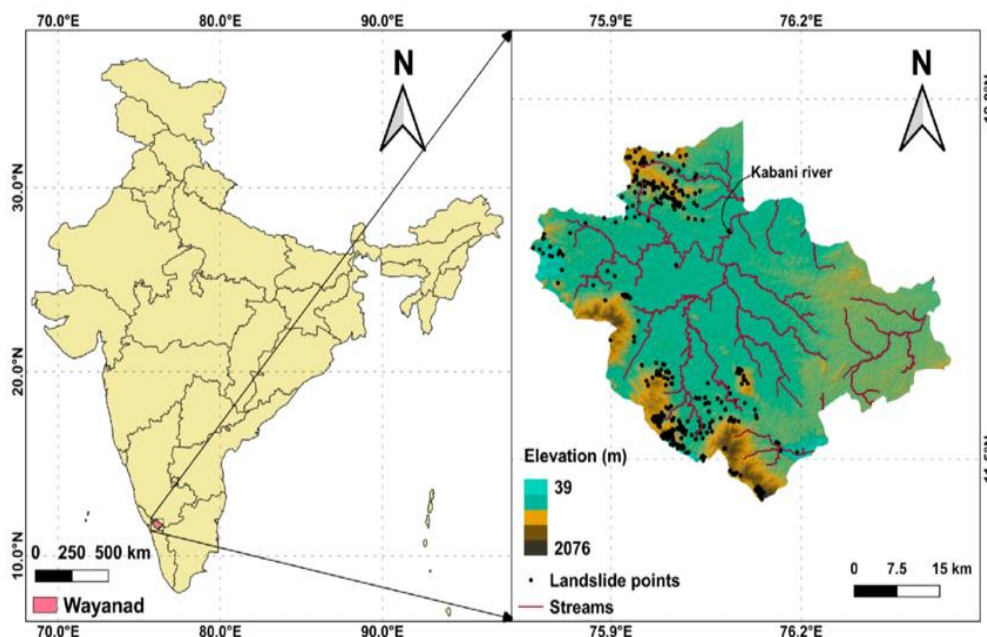 70.0°E 80.0°E 90.0°E
75.9°E 76.2°E
N
N
30.0°N
20.0°N
10.0°N
Kabani river
Elevation (m)
39
2076
Landslide points
Streams
0 250 500 km
Wayanad
0 7.5 15 km
70.0°E 80.0°E 90.0°E
75.9°E 76.2°E